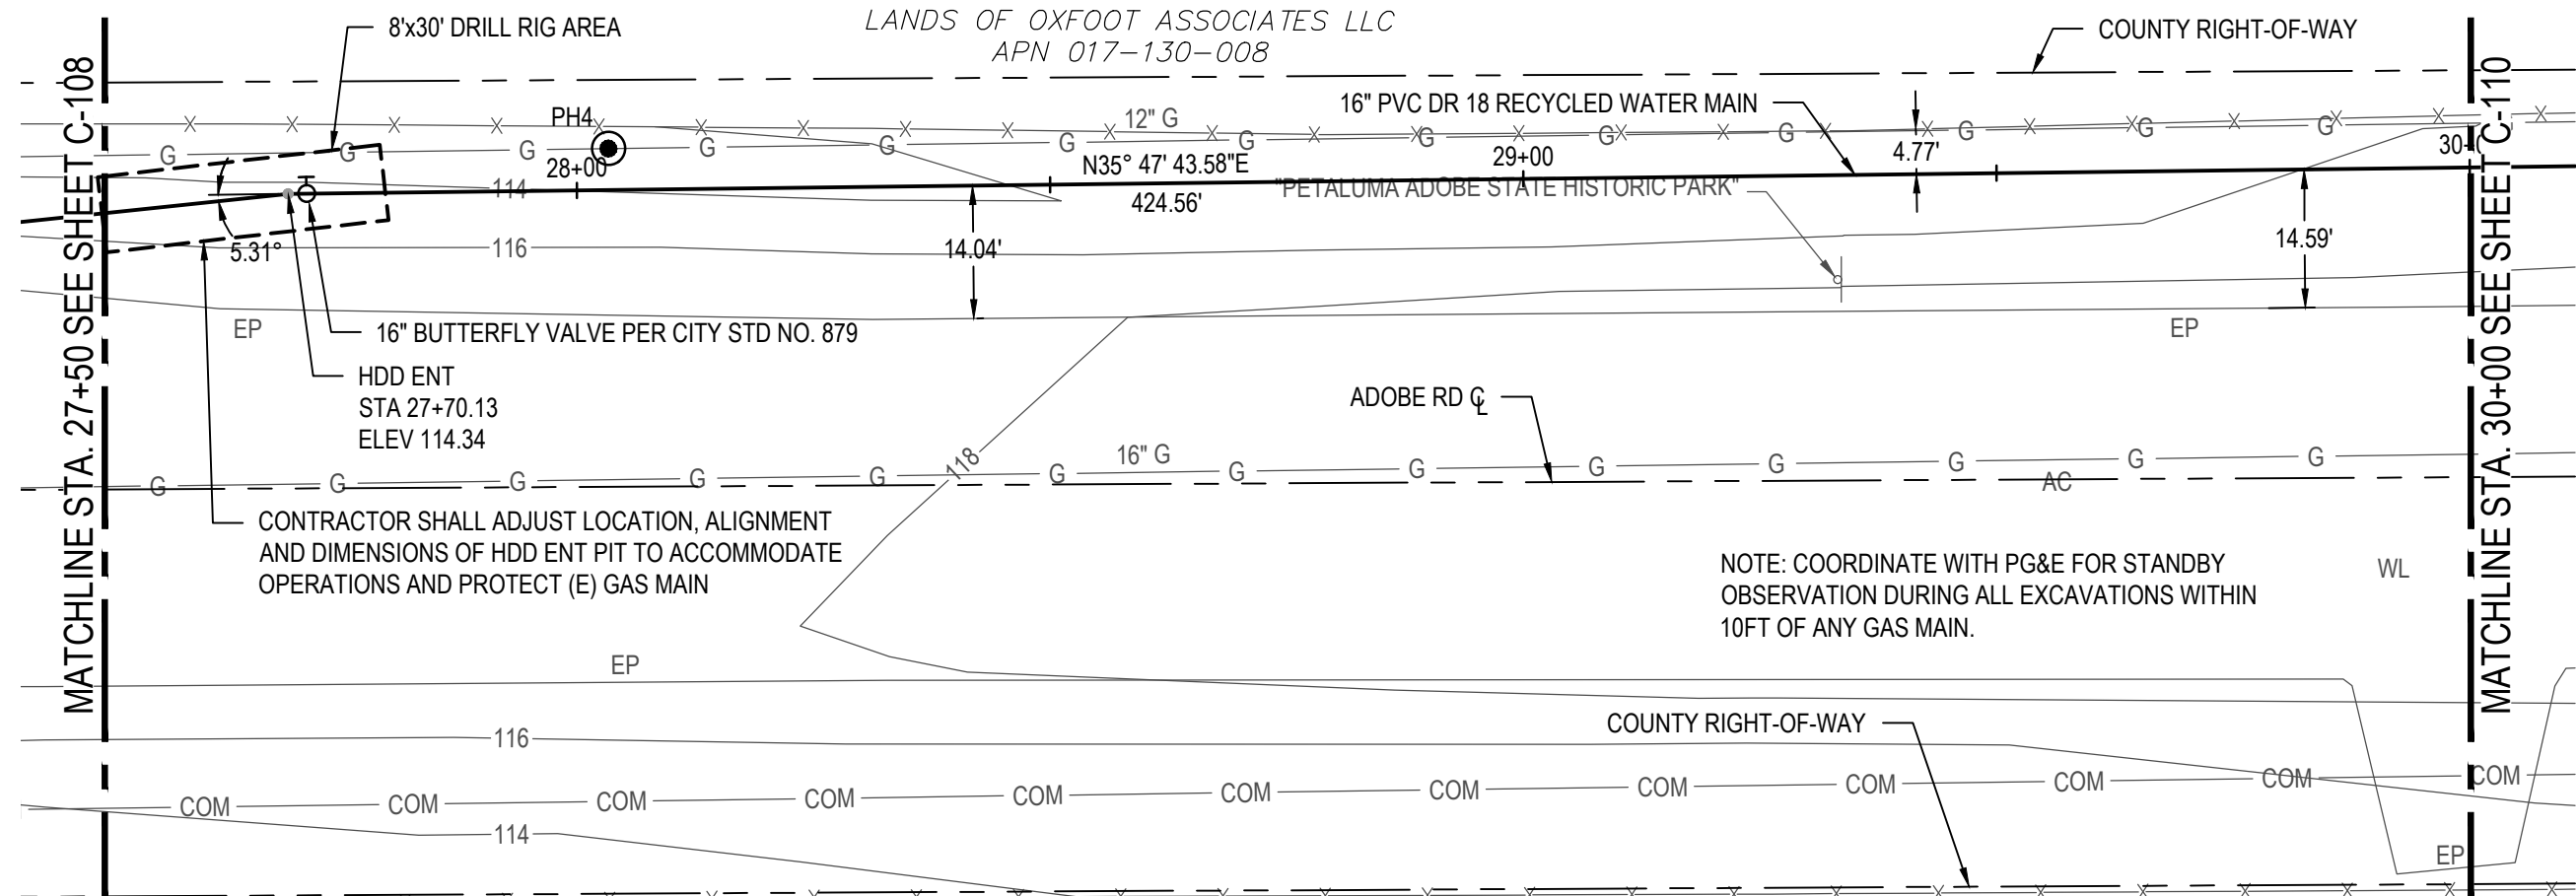 LANDS OF OXFOOT ASSOCIATES LLC
APN 017-130-008
8'x30' DRILL RIG AREA
COUNTY RIGHT-OF-WAY
MATCHLINE STA. 27+50 SEE SHEET C-108
MATCHLINE STA. 30+00 SEE SHEET C-110
16" PVC DR 18 RECYCLED WATER MAIN
PH4
12" G
G G G G G G G G G G G G G
28+00
N35° 47' 43.58"E
29+00
4.77'
114
"PETALUMA ADOBE STATE HISTORIC PARK"
424.56'
5.31°
116
14.04'
14.59'
EP
EP
16" BUTTERFLY VALVE PER CITY STD NO. 879
HDD ENT
STA 27+70.13
ELEV 114.34
ADOBE RD ℄
118
16" G
G G G G G G G G G G G G G
AC
CONTRACTOR SHALL ADJUST LOCATION, ALIGNMENT
AND DIMENSIONS OF HDD ENT PIT TO ACCOMMODATE
OPERATIONS AND PROTECT (E) GAS MAIN
NOTE: COORDINATE WITH PG&E FOR STANDBY
OBSERVATION DURING ALL EXCAVATIONS WITHIN
10FT OF ANY GAS MAIN.
WL
EP
COUNTY RIGHT-OF-WAY
116
COM COM COM COM COM COM COM COM COM COM COM COM
114
EP